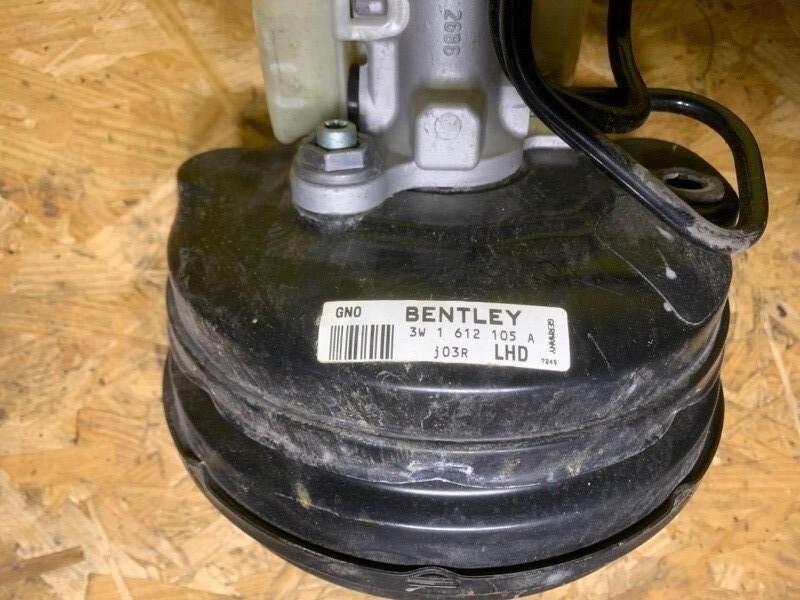 2686
GNO BENTLEY
3W 1 612 105 A
j03R LHD
GERMANY
7249